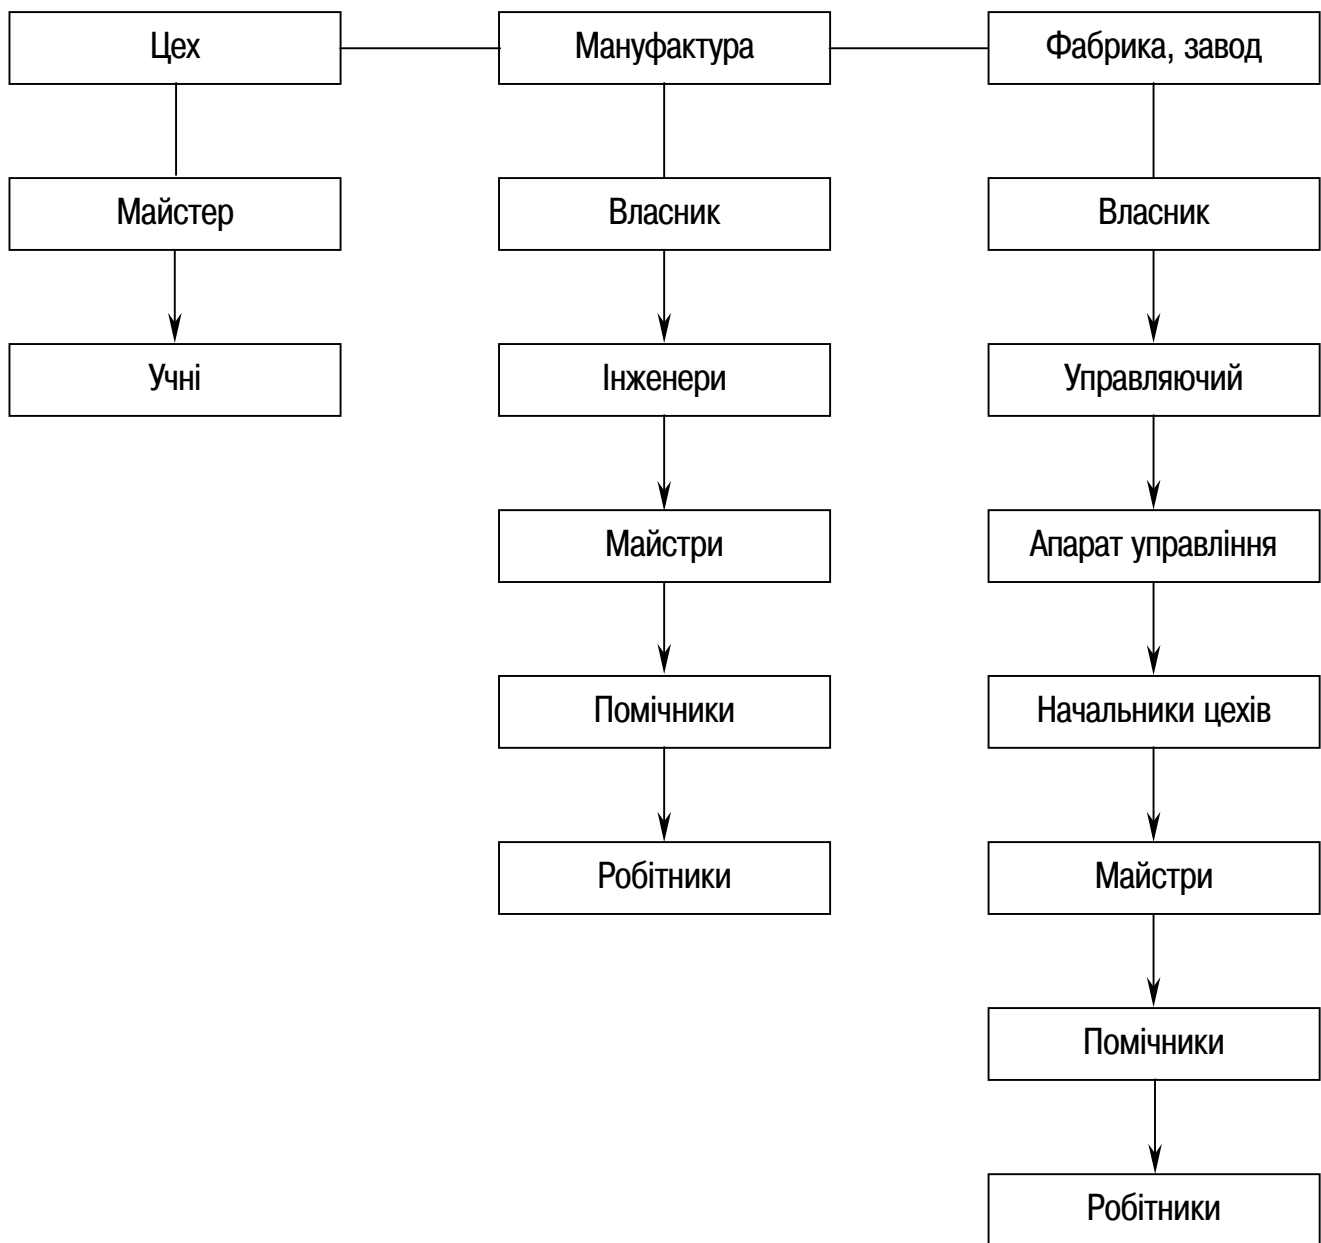 Цех
Мануфактура
Фабрика, завод
Майстер
Власник
Власник
Учні
Інженери
Управляючий
Майстри
Апарат управління
Помічники
Начальники цехів
Робітники
Майстри
Помічники
Робітники